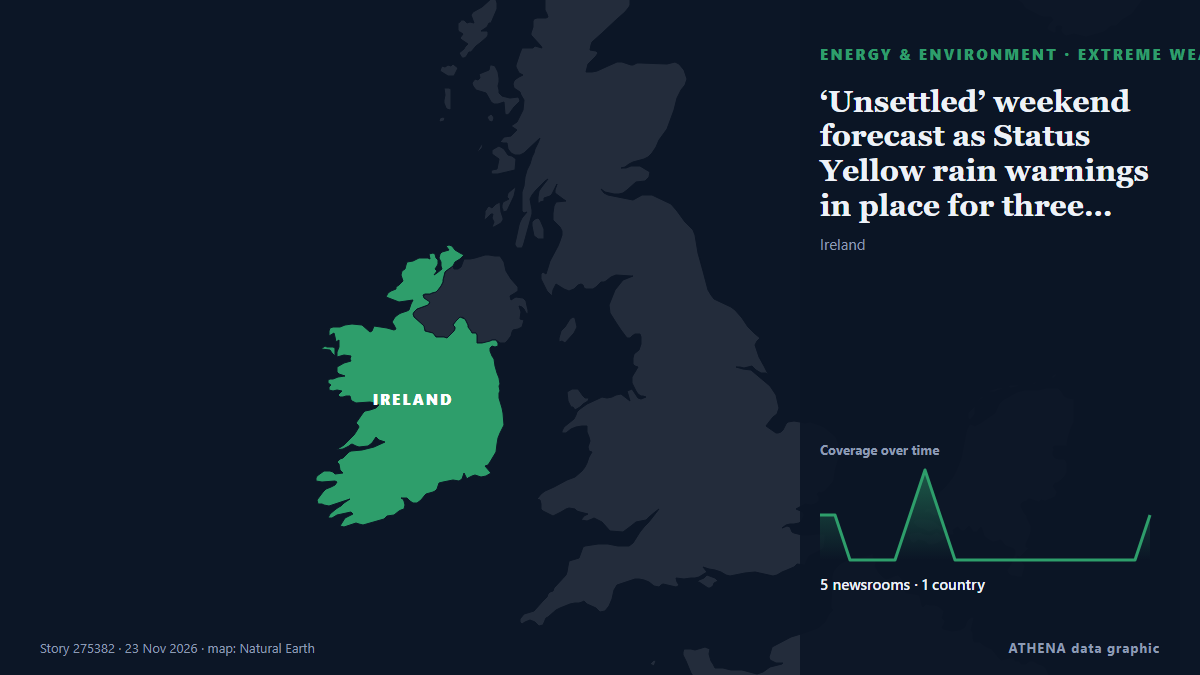 ENERGY & ENVIRONMENT · EXTREME
‘Unsettled’ weekend
forecast as Status
Yellow rain warnings
in place for three...
Ireland
IRELAND
Coverage over time
5 newsrooms · 1 country
Story 275382 · 23 Nov 2026 · map: Natural Earth
ATHENA data graphic